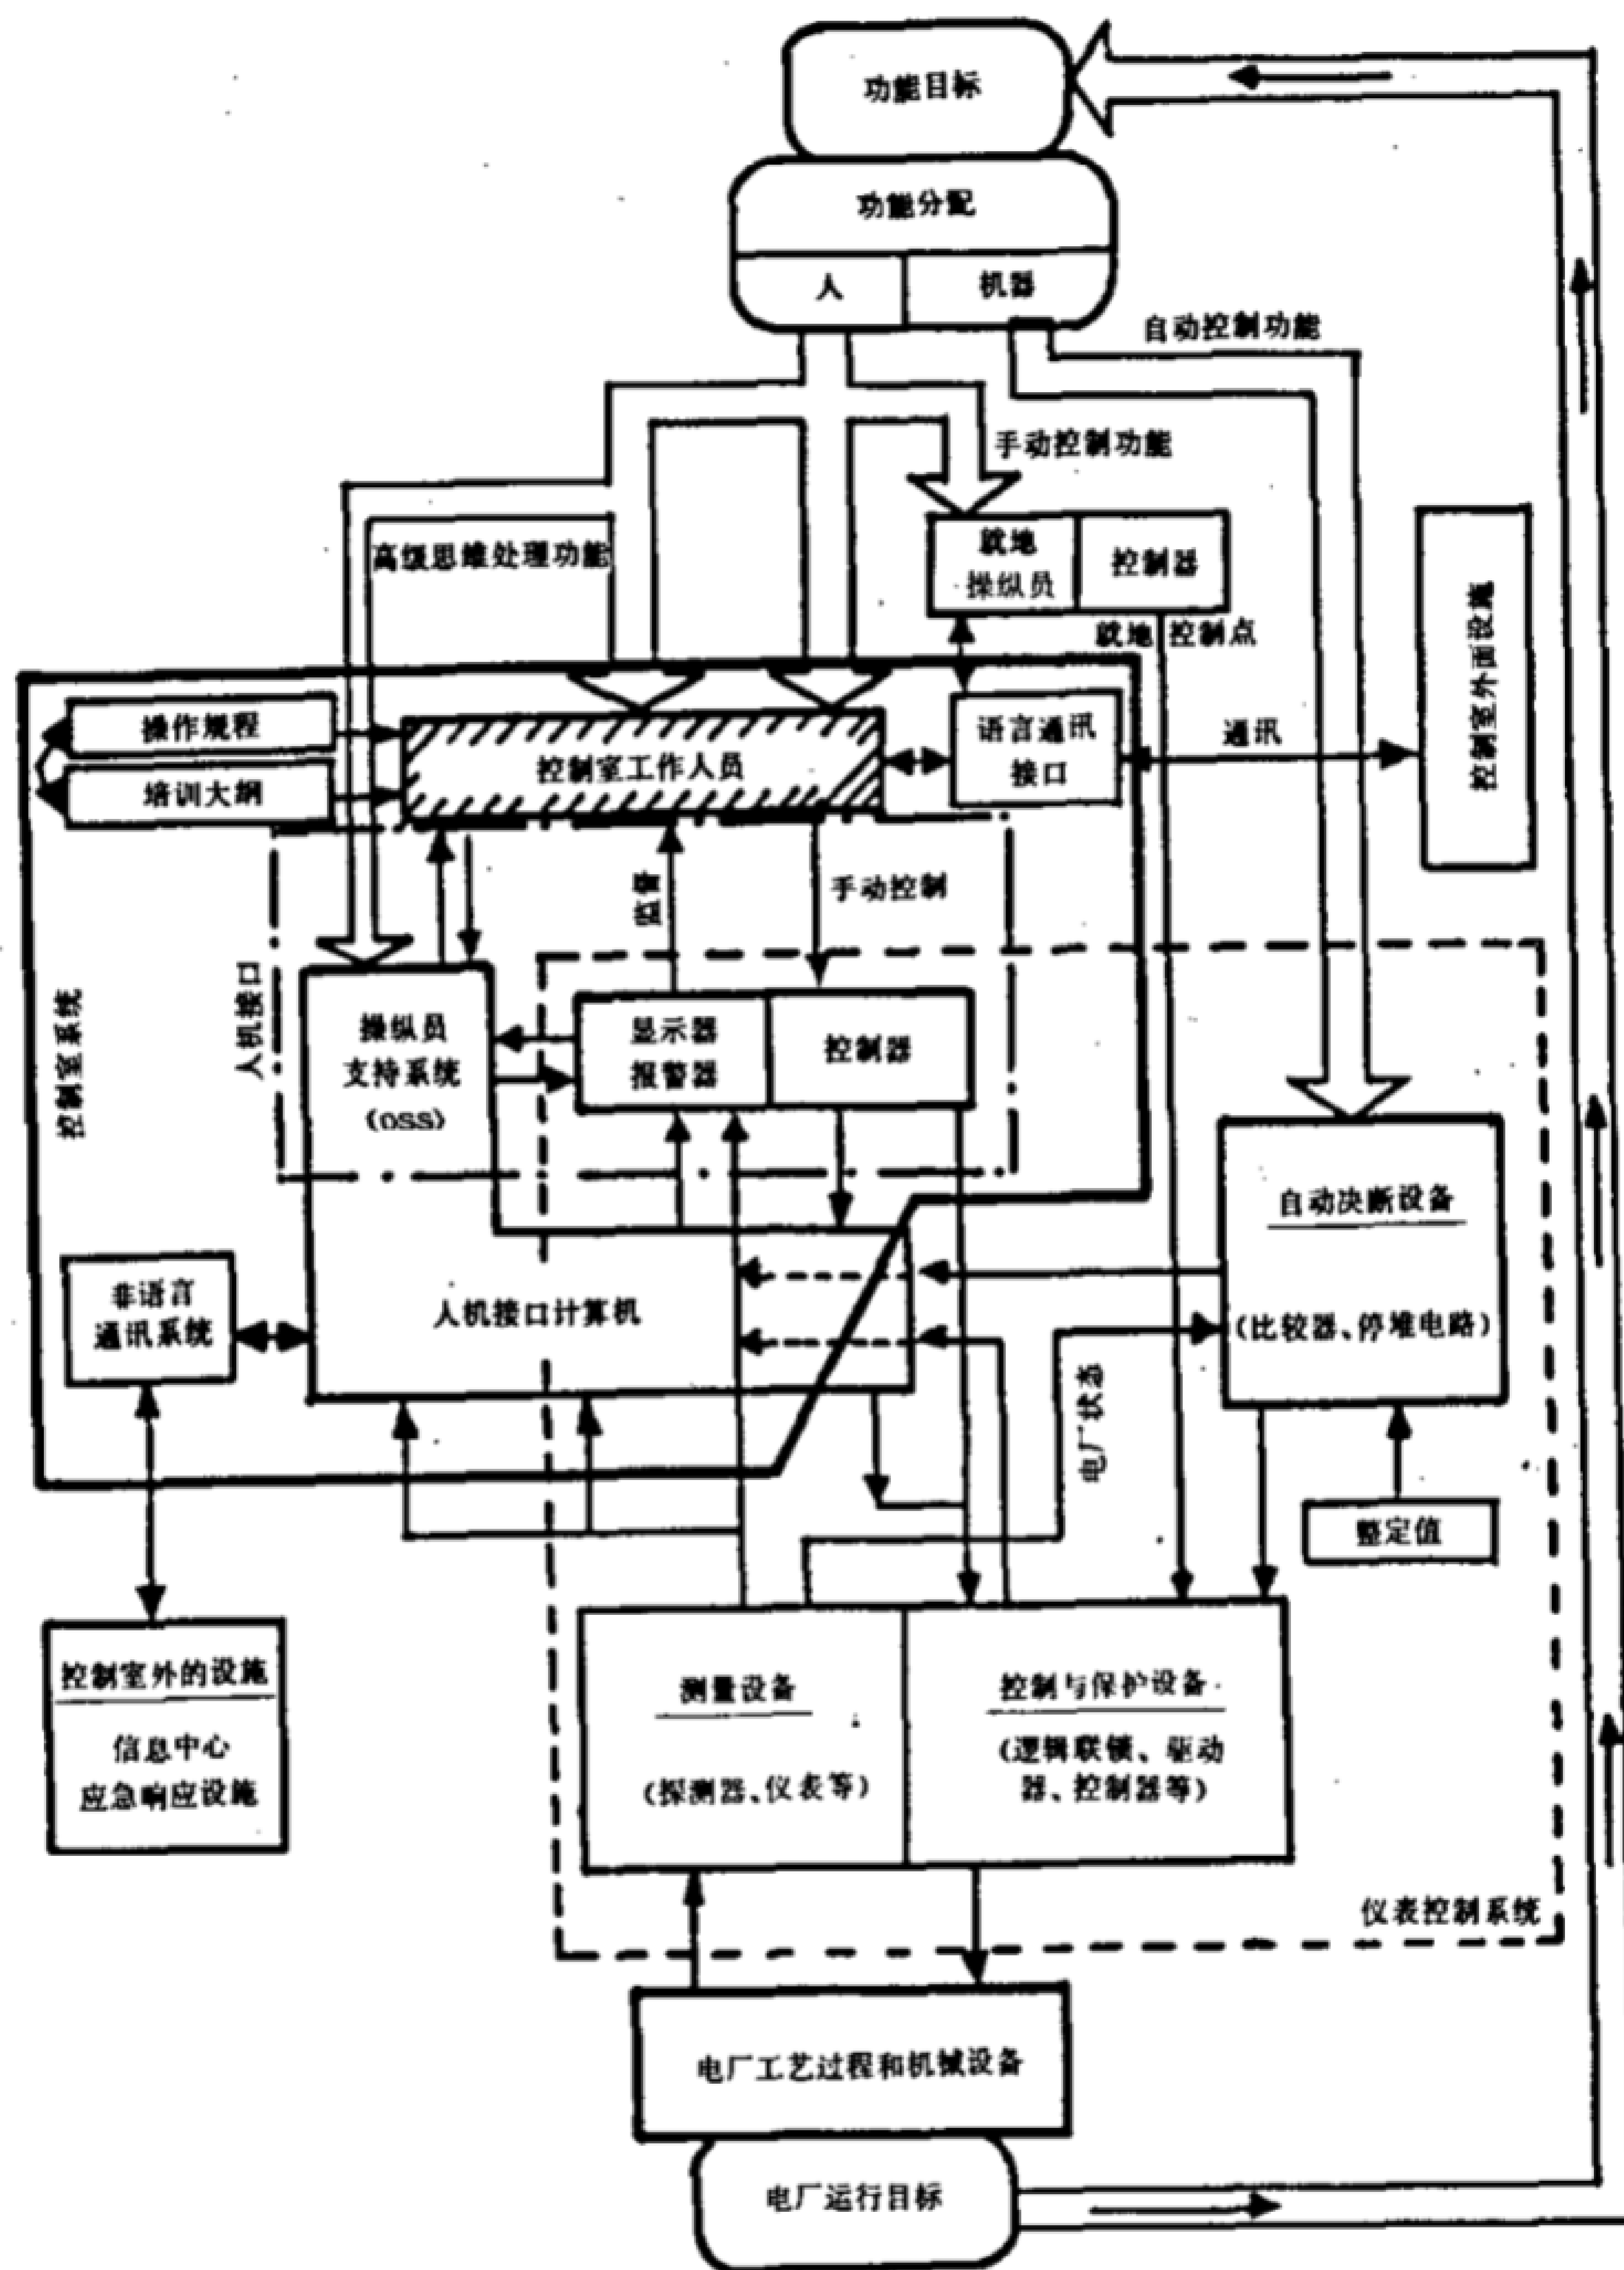 功能目标
功能分配
人
机器
自动控制功能
手动控制功能
高级思维处理功能
就地
操纵员
控制器
就地控制点
控制室外面设施
操作规程
培训大纲
控制室工作人员
语言通讯
接口
通讯
监督
手动控制
人机接口
控制室系统
操纵员
支持系统
(OSS)
显示器
报警器
控制器
自动决断设备
(比较器、停堆电路)
非语言
通讯系统
人机接口计算机
电厂状态
整定值
控制室外的设施
信息中心
应急响应设施
测量设备
(探测器、仪表等)
控制与保护设备
(逻辑联锁、驱动
器、控制器等)
仪表控制系统
电厂工艺过程和机械设备
电厂运行目标